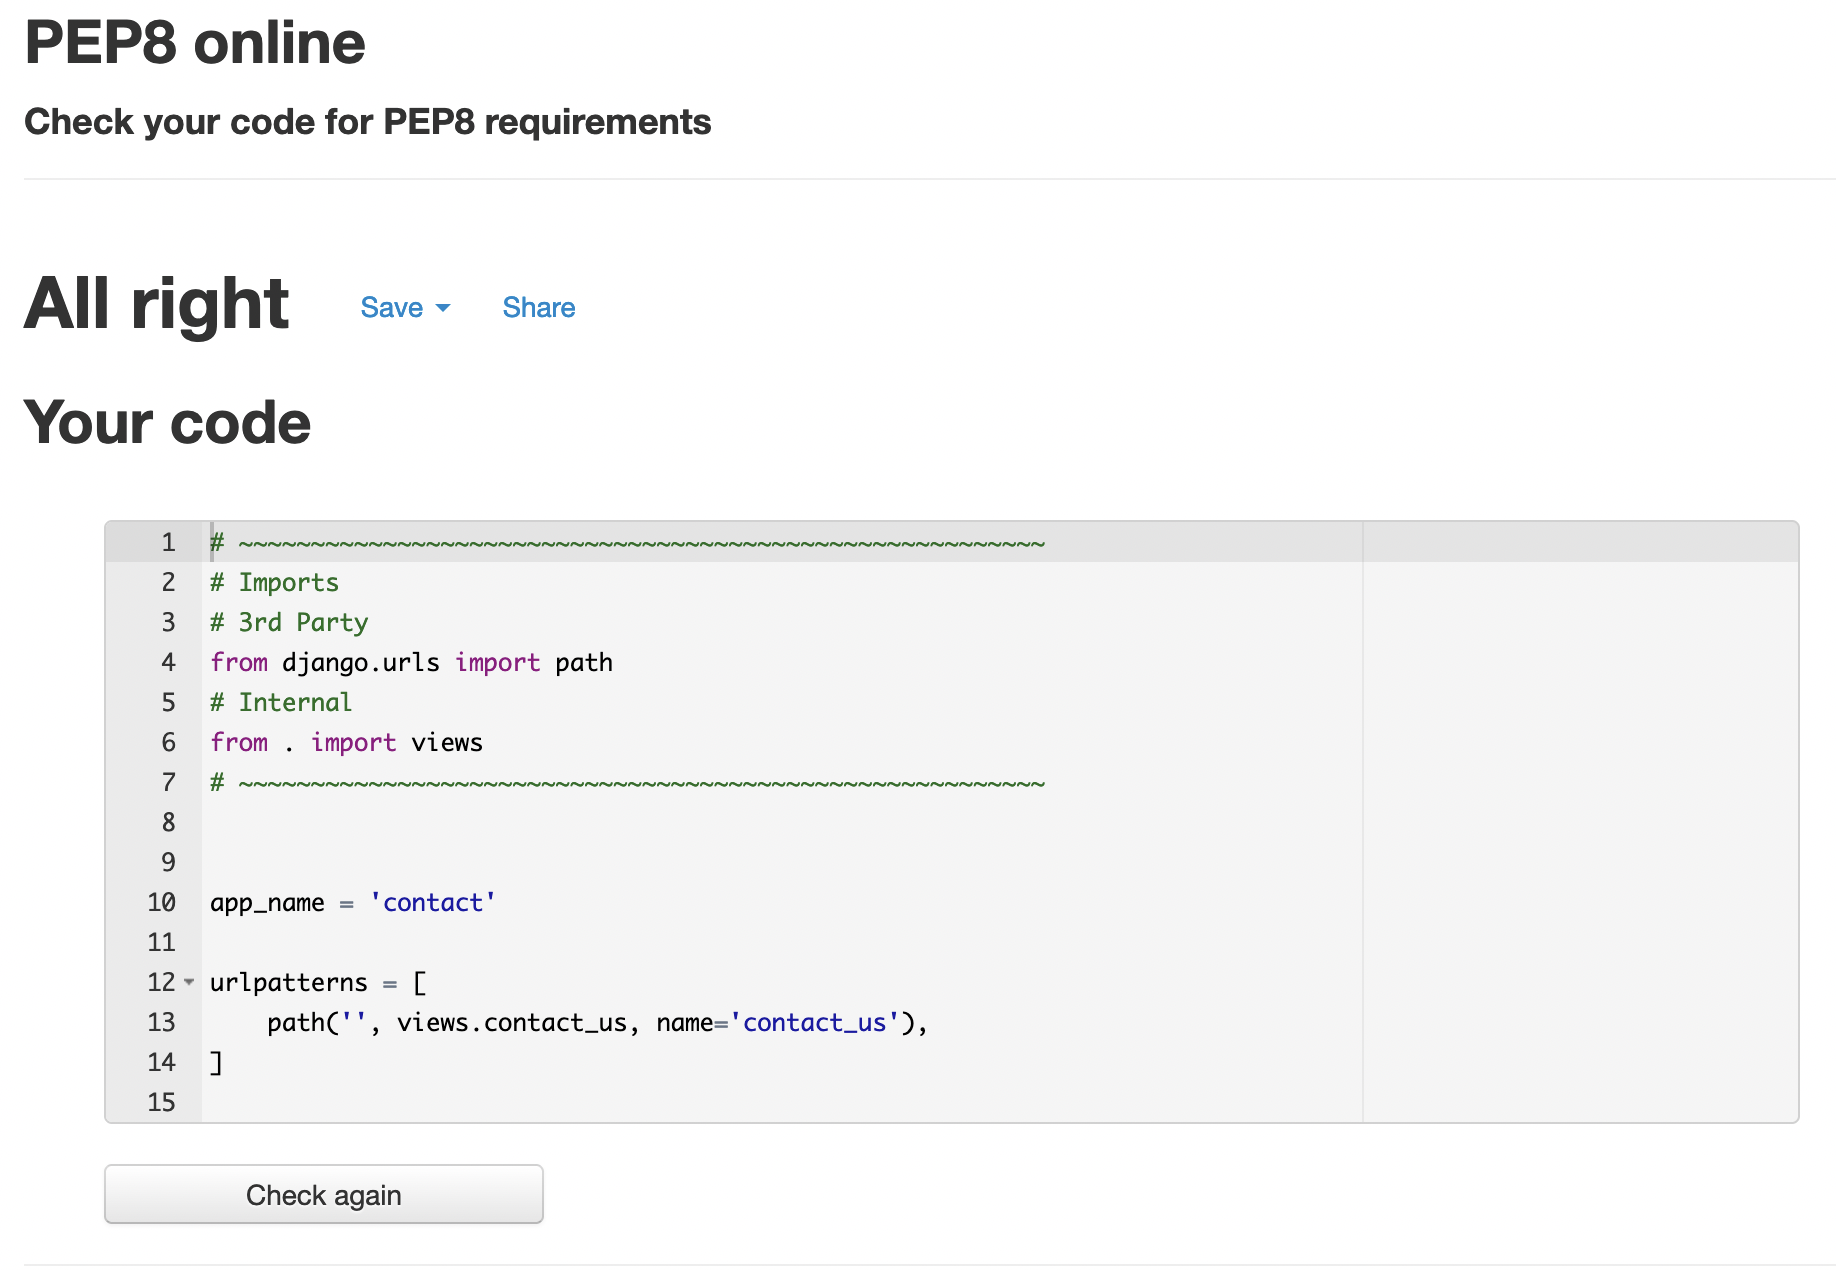 PEP8 online
Check your code for PEP8 requirements
All right Save Share
Your code
1 # ~~~~~~~~~~~~~~~~~~~~~~~~~~~~~~~~~~~~~~~~~~~~~~~~~~~~~~~~
2 # Imports
3 # 3rd Party
4 from django.urls import path
5 # Internal
6 from . import views
7 # ~~~~~~~~~~~~~~~~~~~~~~~~~~~~~~~~~~~~~~~~~~~~~~~~~~~~~~~~
8
9
10 app_name = 'contact'
11
12 urlpatterns = [
13     path('', views.contact_us, name='contact_us'),
14 ]
15
Check again